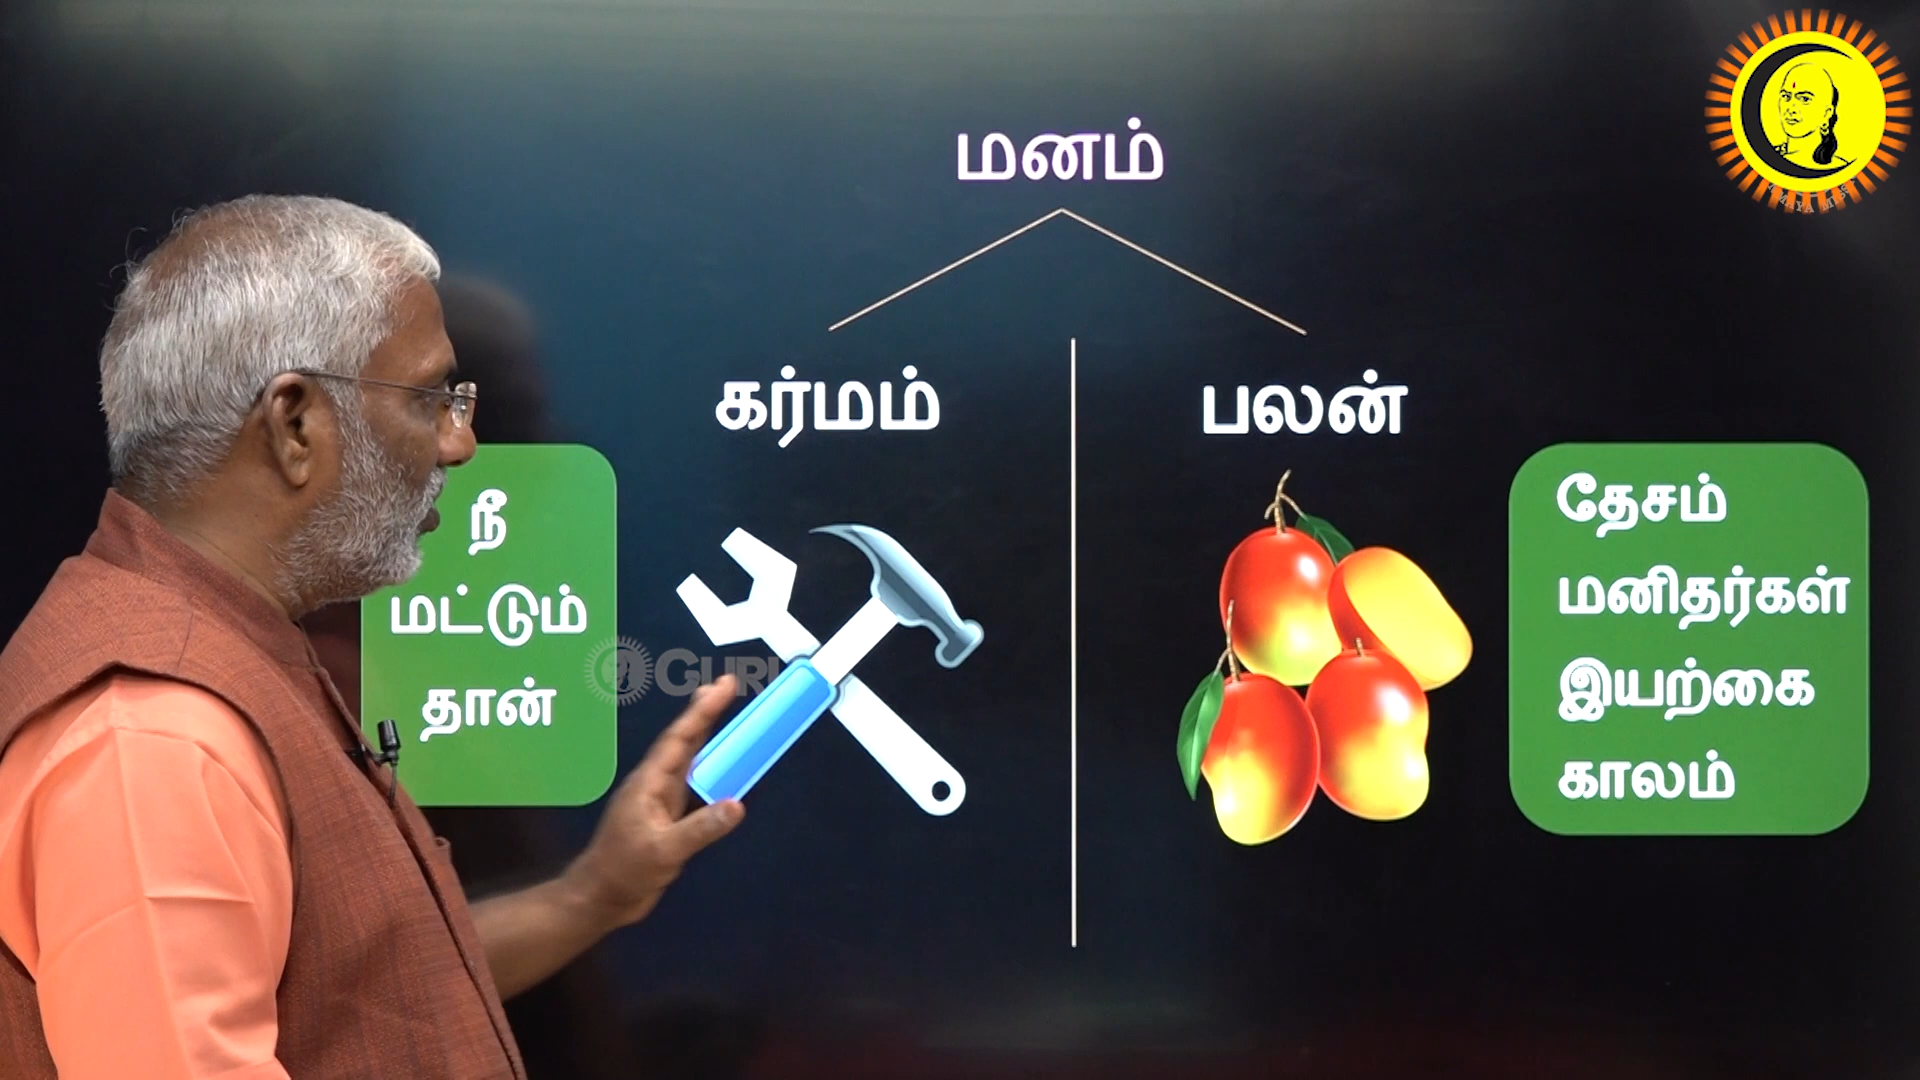 மனம்
கர்மம்
பலன்
நீ
மட்டும்
தான்
தேசம்
மனிதர்கள்
இயற்கை
காலம்